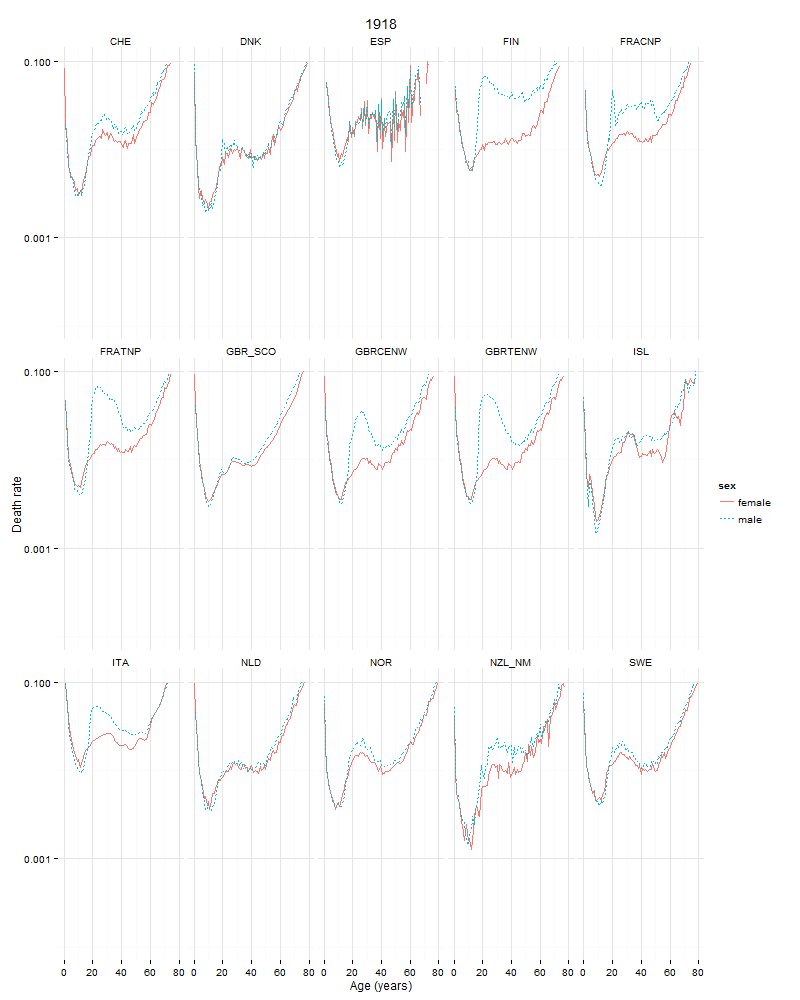 1918
CHE DNK ESP FIN FRACNP
0.100
0.001
FRATNP GBR_SCO GBRCENW GBRTENW ISL
0.100
Death rate
0.001
sex
female
male
ITA NLD NOR NZL_NM SWE
0.100
0.001
0 20 40 60 80 0 20 40 60 80 0 20 40 60 80 0 20 40 60 80 0 20 40 60 80
Age (years)